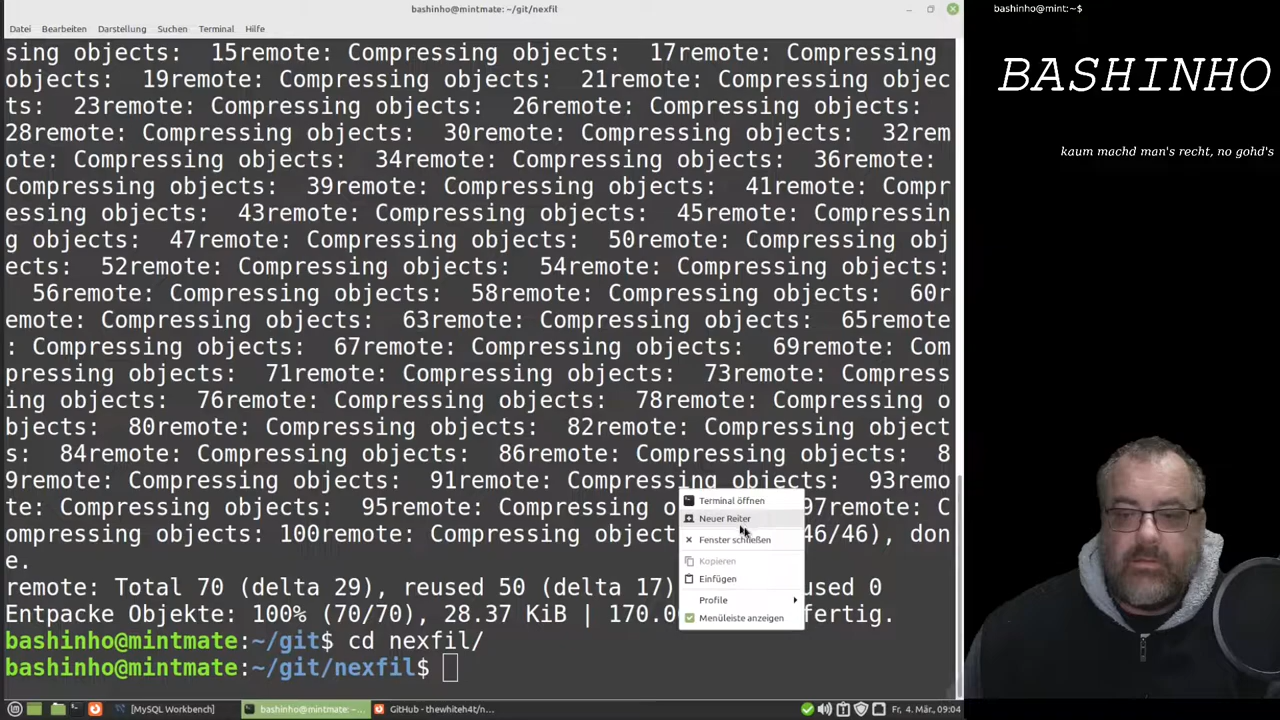 bashinho@mintmate: ~/git/nexfil
Datei Bearbeiten Darstellung Suchen Terminal Hilfe
sing objects: 15remote: Compressing objects: 17remote: Compressing
objects: 19remote: Compressing objects: 21remote: Compressing objec
ts: 23remote: Compressing objects: 26remote: Compressing objects:
28remote: Compressing objects: 30remote: Compressing objects: 32rem
ote: Compressing objects: 34remote: Compressing objects: 36remote:
Compressing objects: 39remote: Compressing objects: 41remote: Compr
essing objects: 43remote: Compressing objects: 45remote: Compressin
g objects: 47remote: Compressing objects: 50remote: Compressing obj
ects: 52remote: Compressing objects: 54remote: Compressing objects:
56remote: Compressing objects: 58remote: Compressing objects: 60r
emote: Compressing objects: 63remote: Compressing objects: 65remote
: Compressing objects: 67remote: Compressing objects: 69remote: Com
pressing objects: 71remote: Compressing objects: 73remote: Compress
ing objects: 76remote: Compressing objects: 78remote: Compressing o
bjects: 80remote: Compressing objects: 82remote: Compressing object
s: 84remote: Compressing objects: 86remote: Compressing objects: 8
9remote: Compressing objects: 91remote: Compressing objects: 93remo
te: Compressing objects: 95remote: Compressing o 97remote: C
ompressing objects: 100remote: Compressing objec 46/46), don
e.
remote: Total 70 (delta 29), reused 50 (delta 17) used 0
Entpacke Objekte: 100% (70/70), 28.37 KiB | 170.0 fertig.
bashinho@mintmate:~/git$ cd nexfil/
bashinho@mintmate:~/git/nexfil$
Terminal öffnen
Neuer Reiter
Fenster schließen
Kopieren
Einfügen
Profile
Menüleiste anzeigen
[MySQL Workbench] bashinho@mintmate: ~... GitHub - thewhiteh4t/n... Fr, 4. Mär., 09:04
bashinho@mint:~$
BASHINHO
kaum machd man's recht, no gohd's